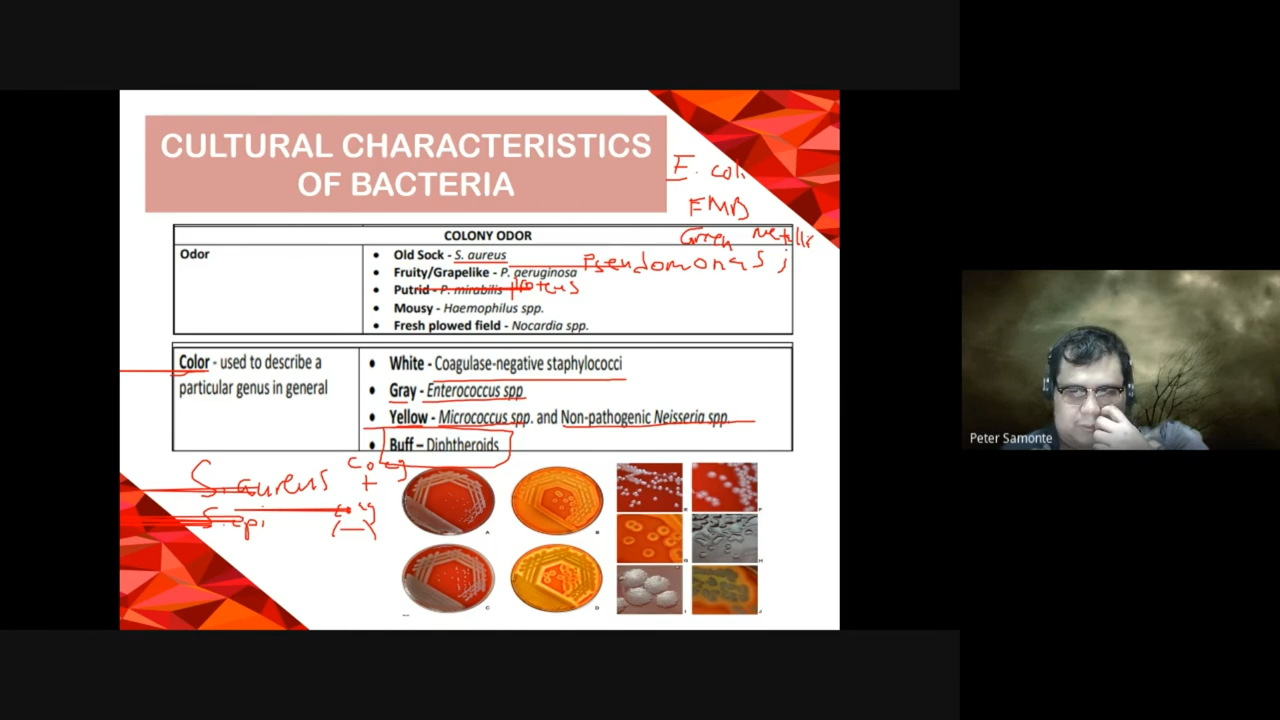 CULTURAL CHARACTERISTICS
OF BACTERIA
E. coli
EMB
Green Metallic
COLONY ODOR
Odor
• Old Sock - S. aureus
Pseudomonas
• Fruity/Grapelike - P. aeruginosa
• Putrid - P. mirabilis proteus
• Mousy - Haemophilus spp.
• Fresh plowed field - Nocardia spp.
Color - used to describe a
particular genus in general
• White - Coagulase-negative staphylococci
• Gray - Enterococcus spp
• Yellow - Micrococcus spp. and Non-pathogenic Neisseria spp.
• Buff – Diphtheroids
S. aureus coag +
S. epi coag (-)
A
B
C
D
E
F
G
H
I
J
Peter Samonte